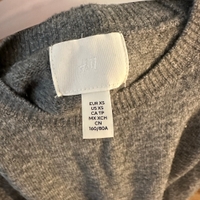 EUR XS
US XS
CA TP
MX XCH
CN
160/80A